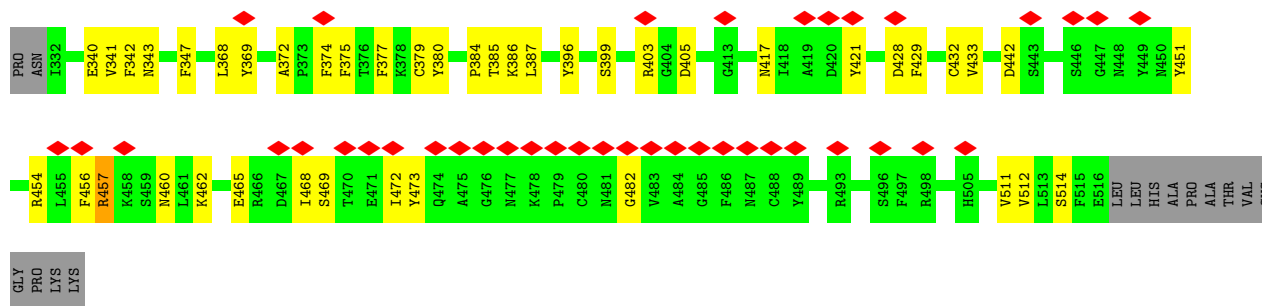 PRO ASN I332 E340 V341 F342 N343 F347 L368 Y369 A372 P373 F374 F375 T376 F377 K378 C379 Y380 P384 T385 K386 L387 Y396 S399 R403 G404 D405 G413 N417 I418 A419 D420 Y421 D428 F429 C432 V433 D442 S443 S446 G447 N448 Y449 N450 Y451
R454 L455 F456 R457 K458 S459 N460 L461 K462 E465 R466 D467 I468 S469 T470 E471 I472 Y473 Q474 A475 G476 N477 K478 P479 C480 N481 G482 V483 A484 G485 F486 N487 C488 Y489 R493 S496 F497 R498 H505 V511 V512 L513 S514 F515 E516 LEU LEU HIS ALA PRO ALA THR VAL
GLY PRO LYS LYS